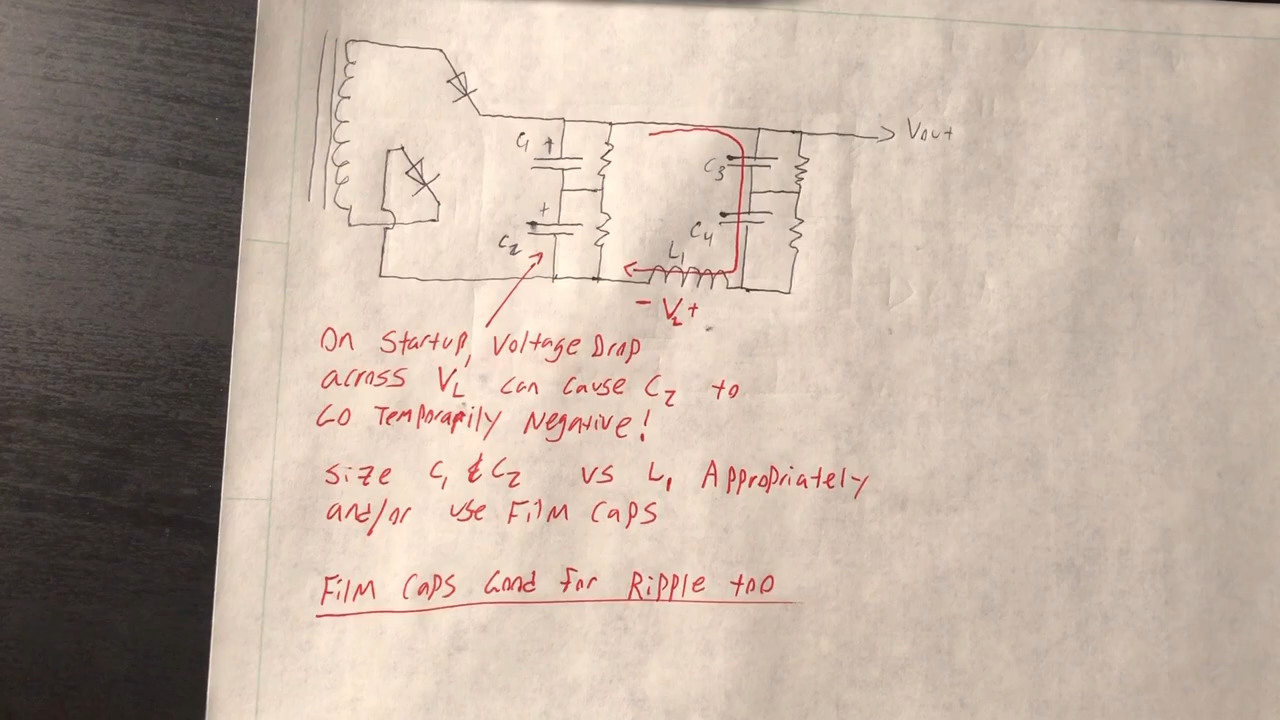 C1 +
+
C2
C3
C4
L1
Vout
- VL +
On Startup, Voltage Drop
across VL can cause C2 to
Go Temporarily Negative!
Size C1 & C2 vs L1 Appropriately
and/or use Film caps
Film Caps Good for Ripple too